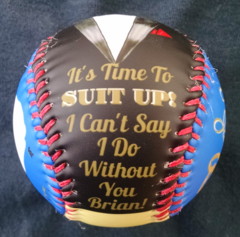 It's Time To
SUIT UP!
I Can't Say
I Do
Without
You
Brian!